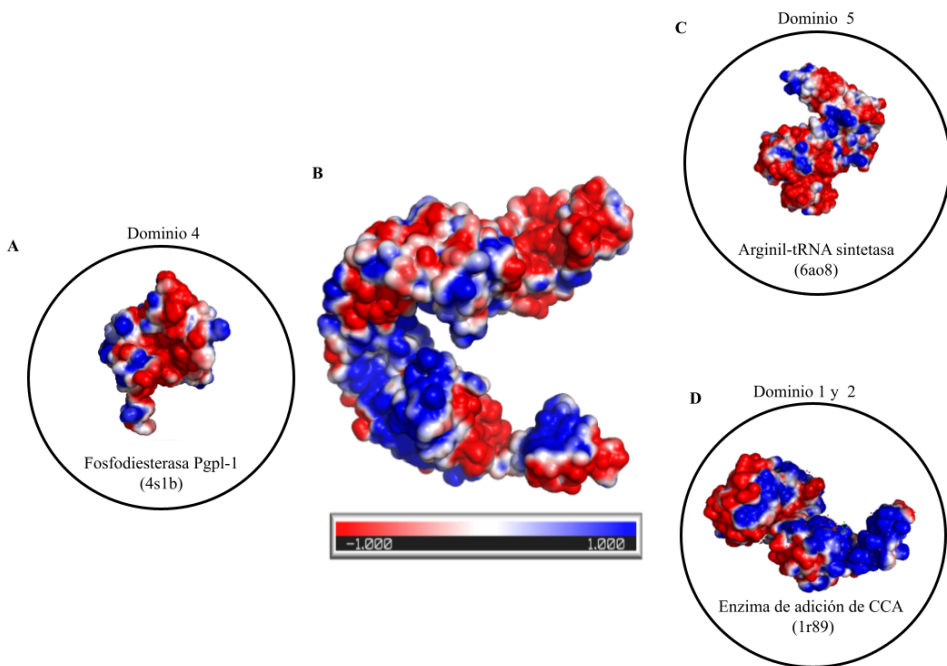 A
Dominio 4
Fosfodiesterasa Pgpl-1
(4s1b)
B
-1.000 1.000
C
Dominio 5
Arginil-tRNA sintetasa
(6ao8)
D
Dominio 1 y 2
Enzima de adición de CCA
(1r89)